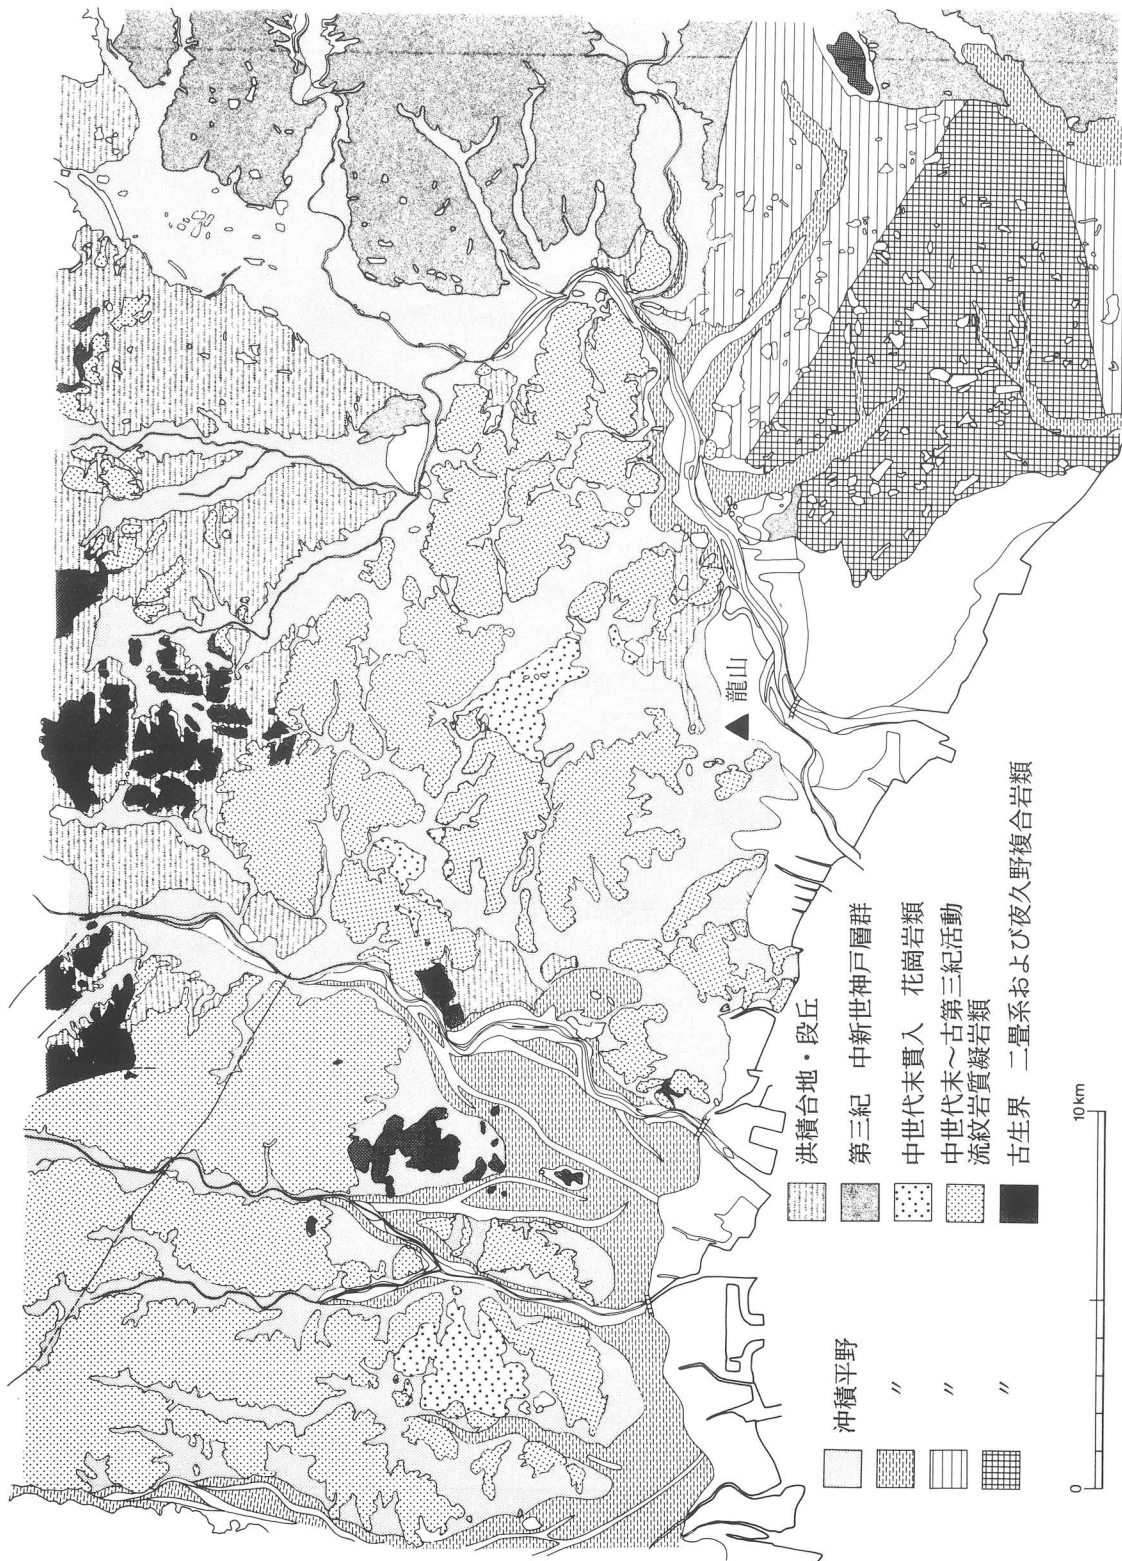 龍山
沖積平野
〃
〃
〃
洪積台地・段丘
第三紀 中新世神戸層群
中世代末貫入 花崗岩類
中世代末~古第三紀活動
流紋岩質凝岩類
古生界 二畳系および夜久野複合岩類
0
10km